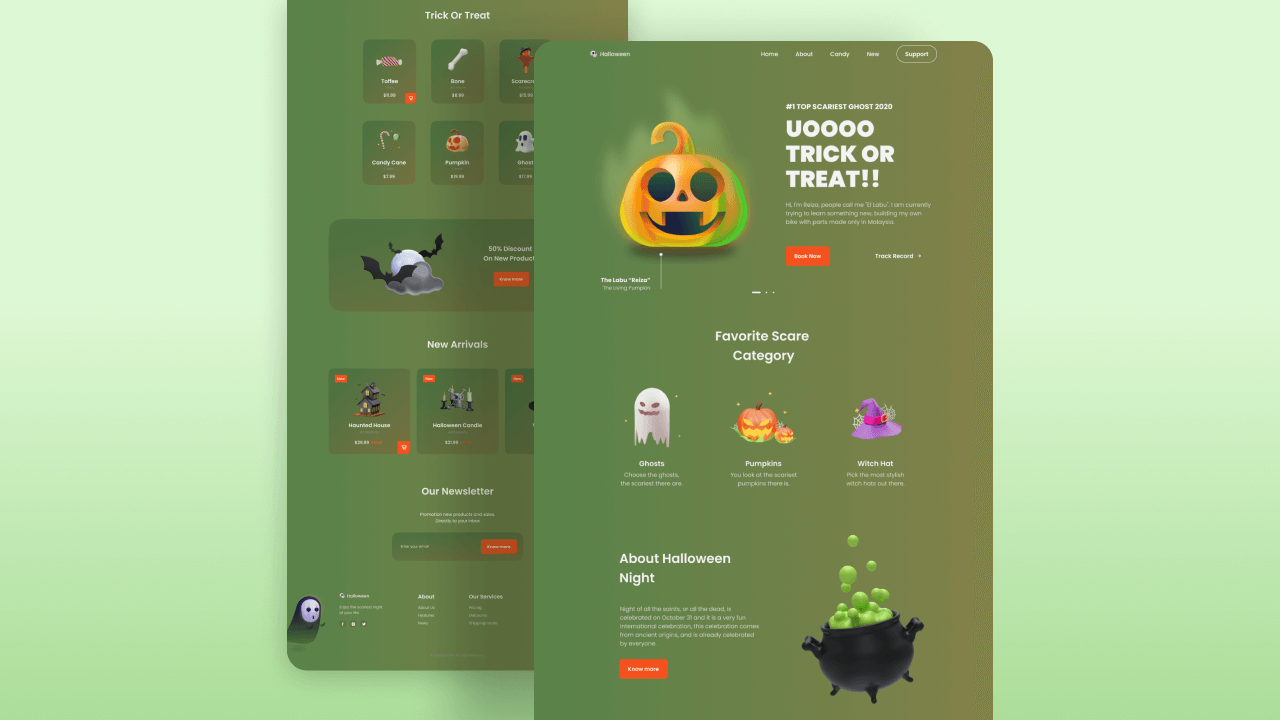 Trick Or Treat
Toffee
$11.99
Bone
$8.99
Scarecro
$15.99
Candy Cane
$7.99
Pumpkin
$19.99
Ghost
$17.99
50% Discount
On New Product
Know more
New Arrivals
New
Haunted House
$29.99
New
Halloween Candle
$21.99
New
Our Newsletter
Promotion new products and sales.
Directly to your inbox
Enter your email
Know more
Halloween
Enjoy the scariest night
of your life
About
About Us
Features
News
Our Services
Pricing
Discount
Halloween
Home
About
Candy
New
Support
#1 TOP SCARIEST GHOST 2020
UOOOO
TRICK OR
TREAT!!
Hi, I'm Reiza, people call me "El Labu". I am currently
trying to learn something new, building my own
bike with parts made only in Malaysia.
Book Now
Track Record →
The Labu "Reiza"
The Living Pumpkin
Favorite Scare
Category
Ghosts
Choose the ghosts,
the scariest there are.
Pumpkins
You look at the scariest
pumpkins there is.
Witch Hat
Pick the most stylish
witch hats out there
About Halloween
Night
Night of all the saints, or all the dead, is
celebrated on October 31 and it is a very fun
international celebration, this celebration comes
from ancient origins, and is already celebrated
by everyone.
Know more